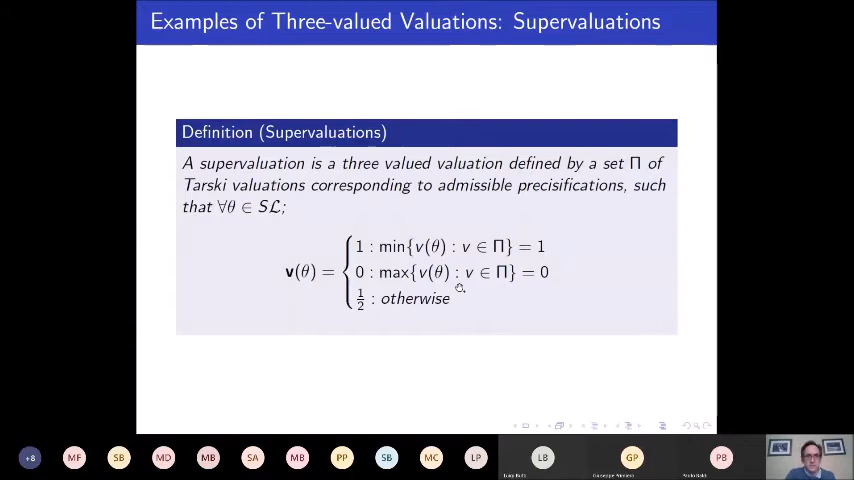 Examples of Three-valued Valuations: Supervaluations
Definition (Supervaluations)
A supervaluation is a three valued valuation defined by a set Π of
Tarski valuations corresponding to admissible precisifications, such
that ∀θ ∈ Sℒ;
v(θ) = { 1 : min{v(θ) : v ∈ Π} = 1
0 : max{v(θ) : v ∈ Π} = 0
1/2 : otherwise
+8 MF SB MD MB SA MB PP SB MC LP LB GP PB